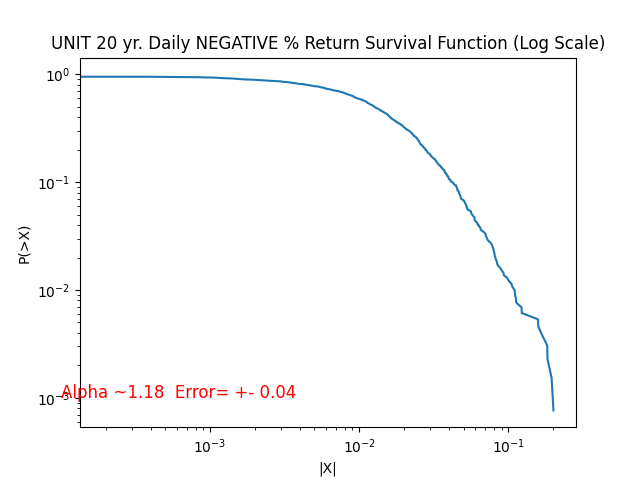 UNIT 20 yr. Daily NEGATIVE % Return Survival Function (Log Scale)
10⁰
10⁻¹
10⁻²
10⁻³
P(>X)
Alpha ~1.18 Error= +- 0.04
10⁻³ 10⁻² 10⁻¹
|X|